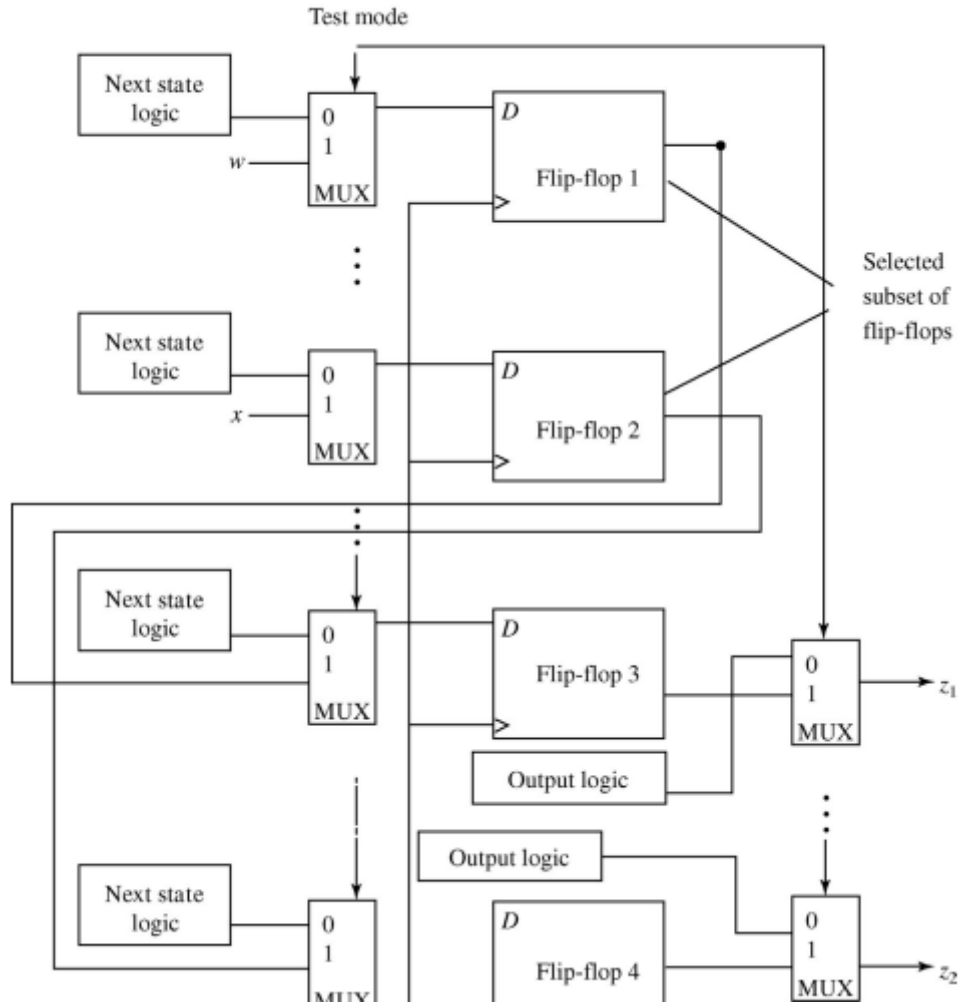 Test mode
Next state
logic
0
1
MUX
w
D
Flip-flop 1
Selected
subset of
flip-flops
Next state
logic
0
1
MUX
x
D
Flip-flop 2
Next state
logic
0
1
MUX
D
Flip-flop 3
0
1
MUX
z1
Output logic
Output logic
Next state
logic
0
1
MUX
D
Flip-flop 4
0
1
MUX
z2